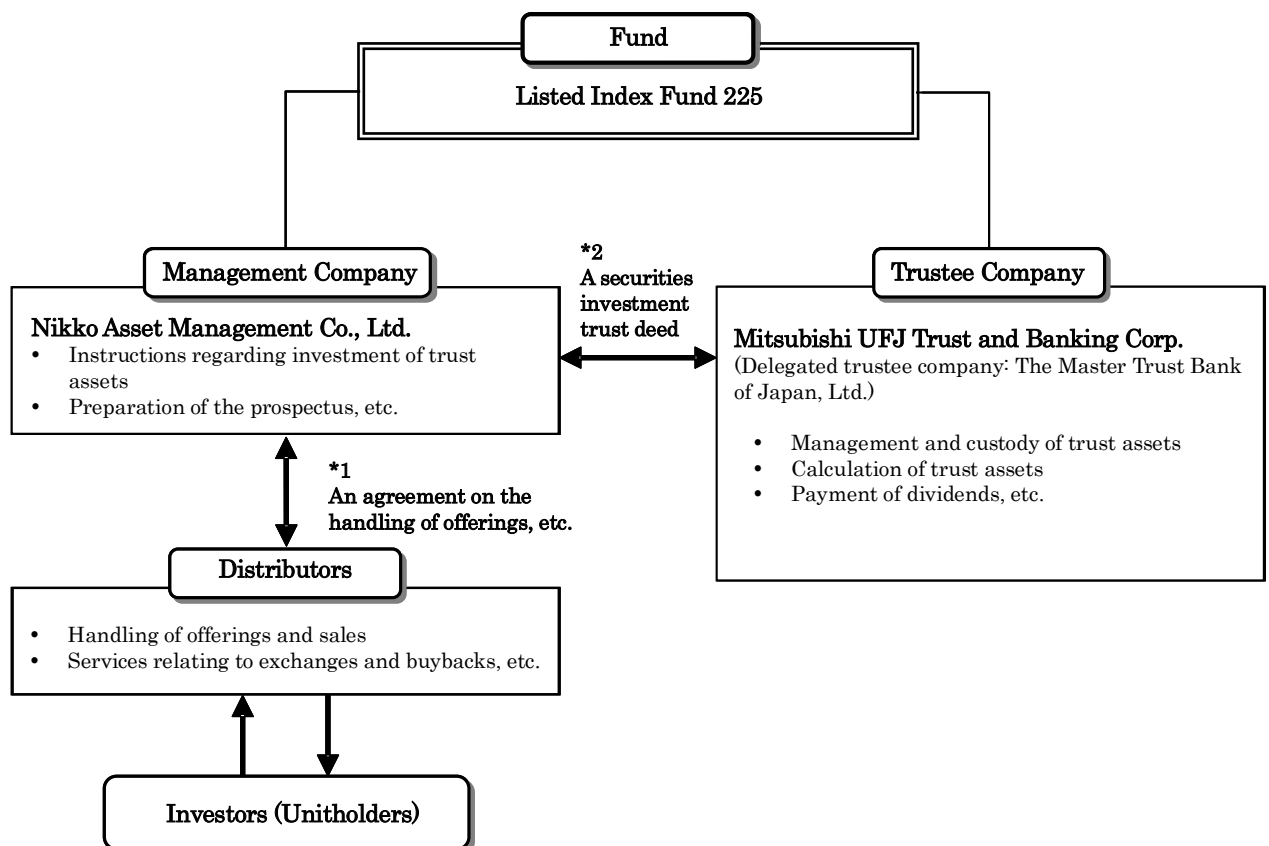 Fund
Listed Index Fund 225
Management Company
Nikko Asset Management Co., Ltd.
• Instructions regarding investment of trust
assets
• Preparation of the prospectus, etc.
*2
A securities
investment
trust deed
Trustee Company
Mitsubishi UFJ Trust and Banking Corp.
(Delegated trustee company: The Master Trust Bank
of Japan, Ltd.)
• Management and custody of trust assets
• Calculation of trust assets
• Payment of dividends, etc.
*1
An agreement on the
handling of offerings, etc.
Distributors
• Handling of offerings and sales
• Services relating to exchanges and buybacks, etc.
Investors (Unitholders)